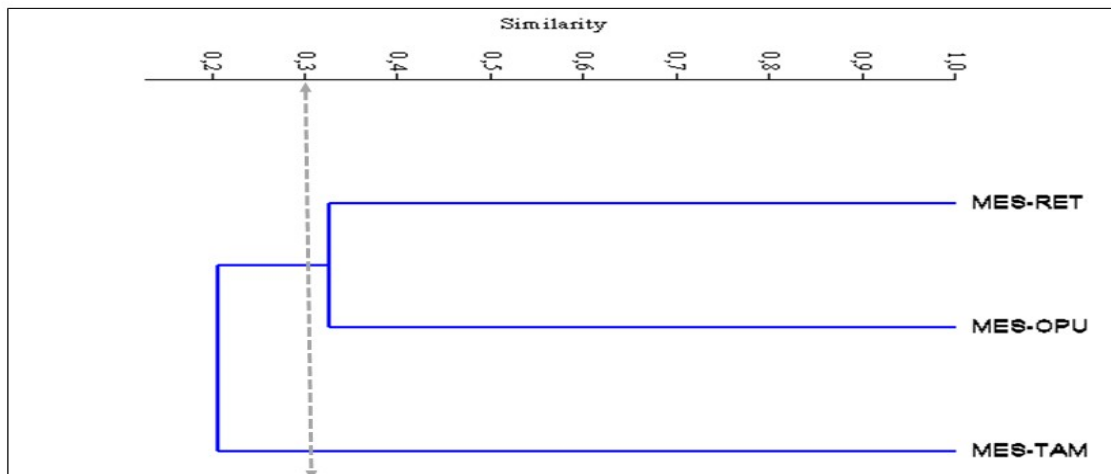 Similarity
0,2 0,3 0,4 0,5 0,6 0,7 0,8 0,9 1,0
MES-RET
MES-OPU
MES-TAM